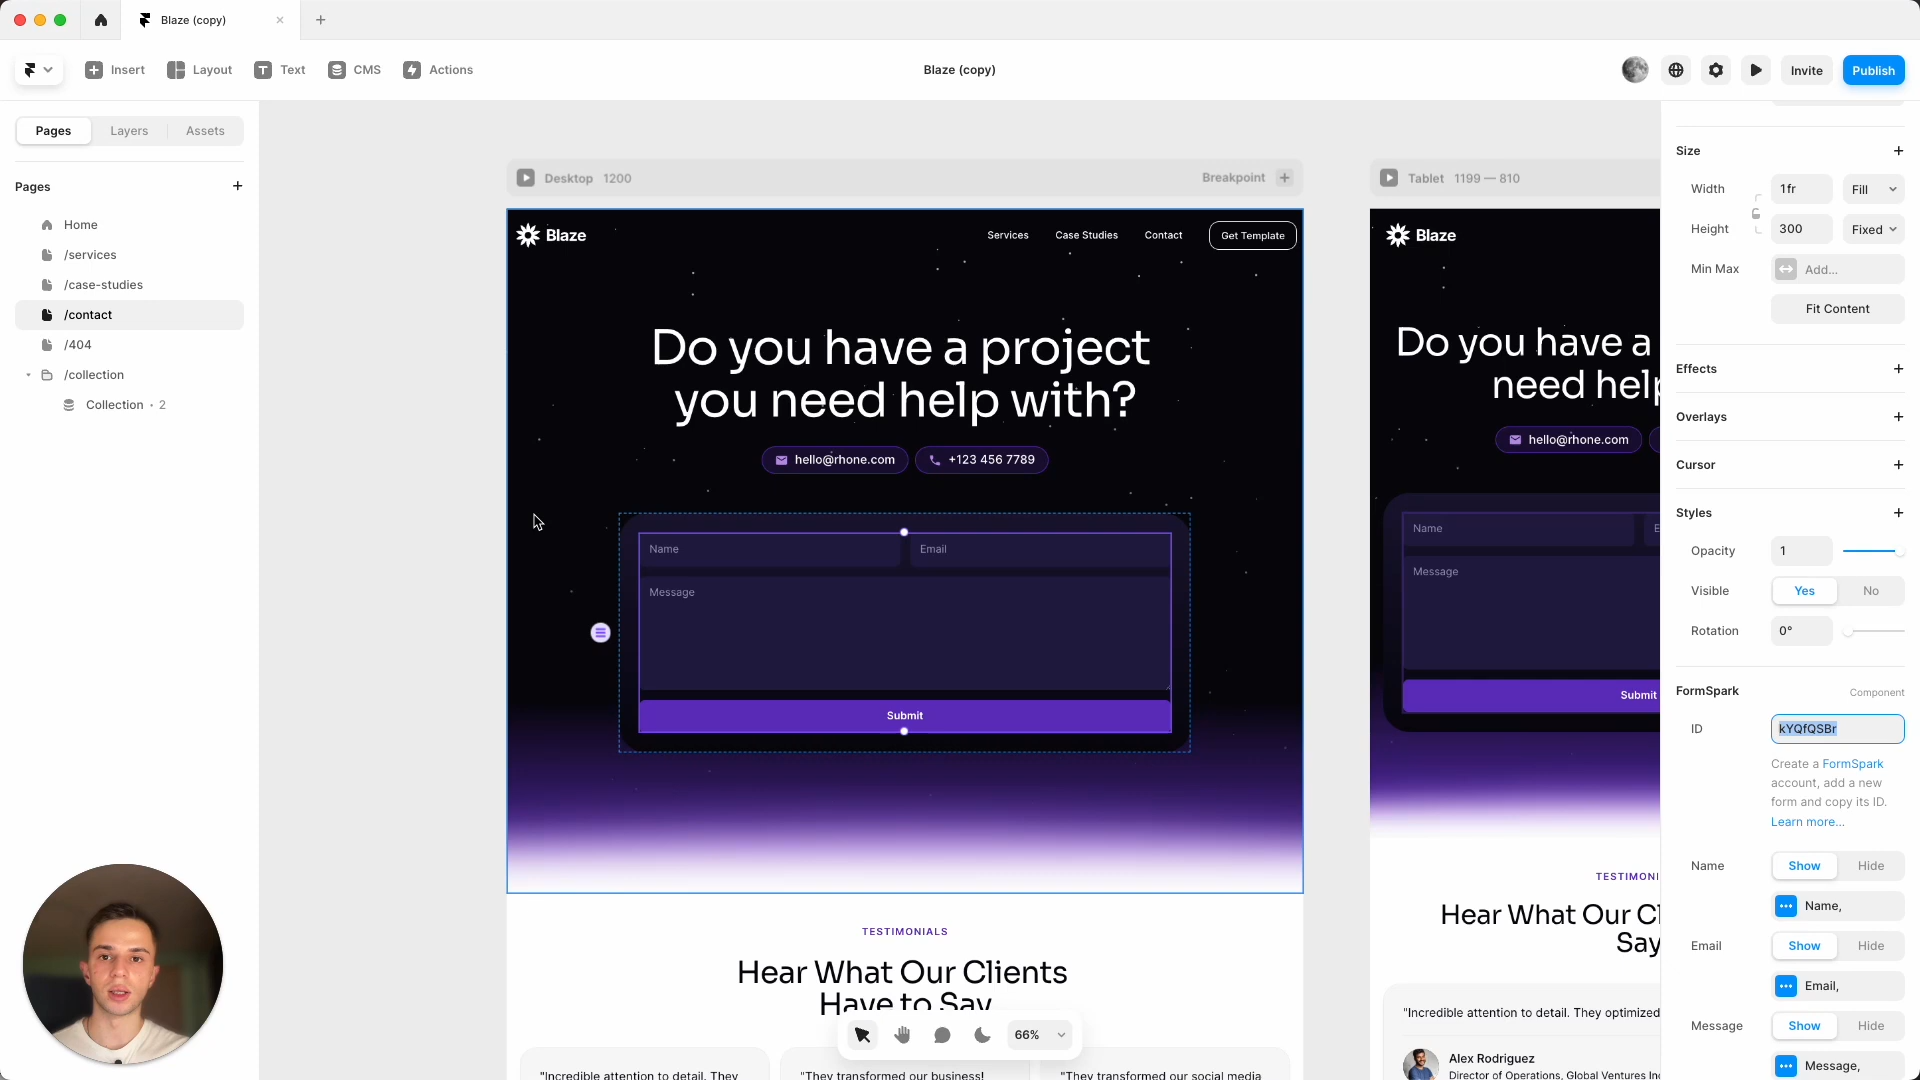 Blaze (copy)
Insert
Layout
Text
CMS
Actions
Blaze (copy)
Invite
Publish
Pages
Layers
Assets
Pages
Home
/services
/case-studies
/contact
/404
/collection
Collection • 2
Desktop 1200
Breakpoint
Blaze
Services
Case Studies
Contact
Get Template
Do you have a project
you need help with?
hello@rhone.com
+123 456 7789
Name
Email
Message
Submit
TESTIMONIALS
Hear What Our Clients
Have to Say
"Incredible attention to detail. They
"They transformed our business!
"They transformed our social media
66%
Tablet 1199 — 810
Blaze
Do you have a
need help
hello@rhone.com
Name
E
Message
Submit
TESTIMONI
Hear What Our Cl
Say
"Incredible attention to detail. They optimized
Alex Rodriguez
Director of Operations, Global Ventures Inc
Size
Width
1fr
Fill
Height
300
Fixed
Min Max
Add...
Fit Content
Effects
Overlays
Cursor
Styles
Opacity
1
Visible
Yes
No
Rotation
0°
FormSpark
Component
ID
kYQfQSBr
Create a FormSpark
account, add a new
form and copy its ID.
Learn more...
Name
Show
Hide
Name,
Email
Show
Hide
Email,
Message
Show
Hide
Message,